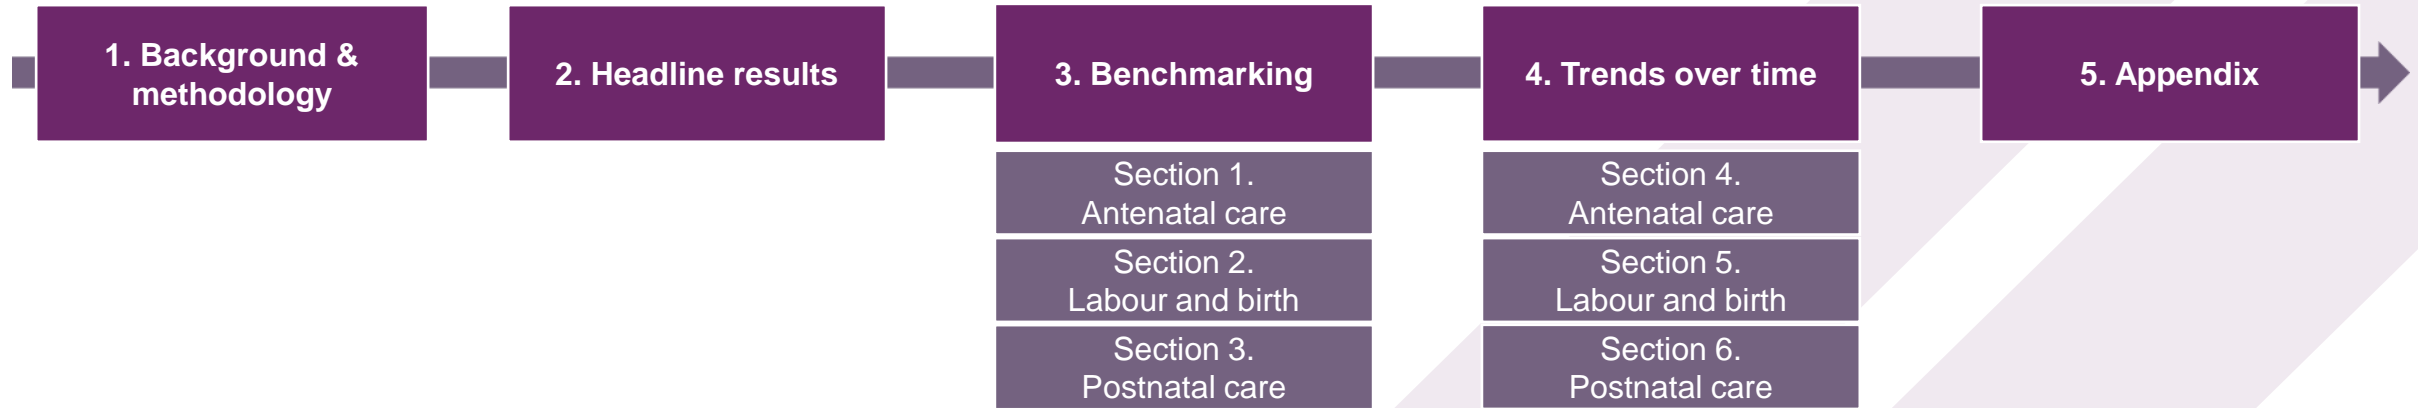 1. Background &
methodology
2. Headline results
3. Benchmarking
Section 1.
Antenatal care
Section 2.
Labour and birth
Section 3.
Postnatal care
4. Trends over time
Section 4.
Antenatal care
Section 5.
Labour and birth
Section 6.
Postnatal care
5. Appendix